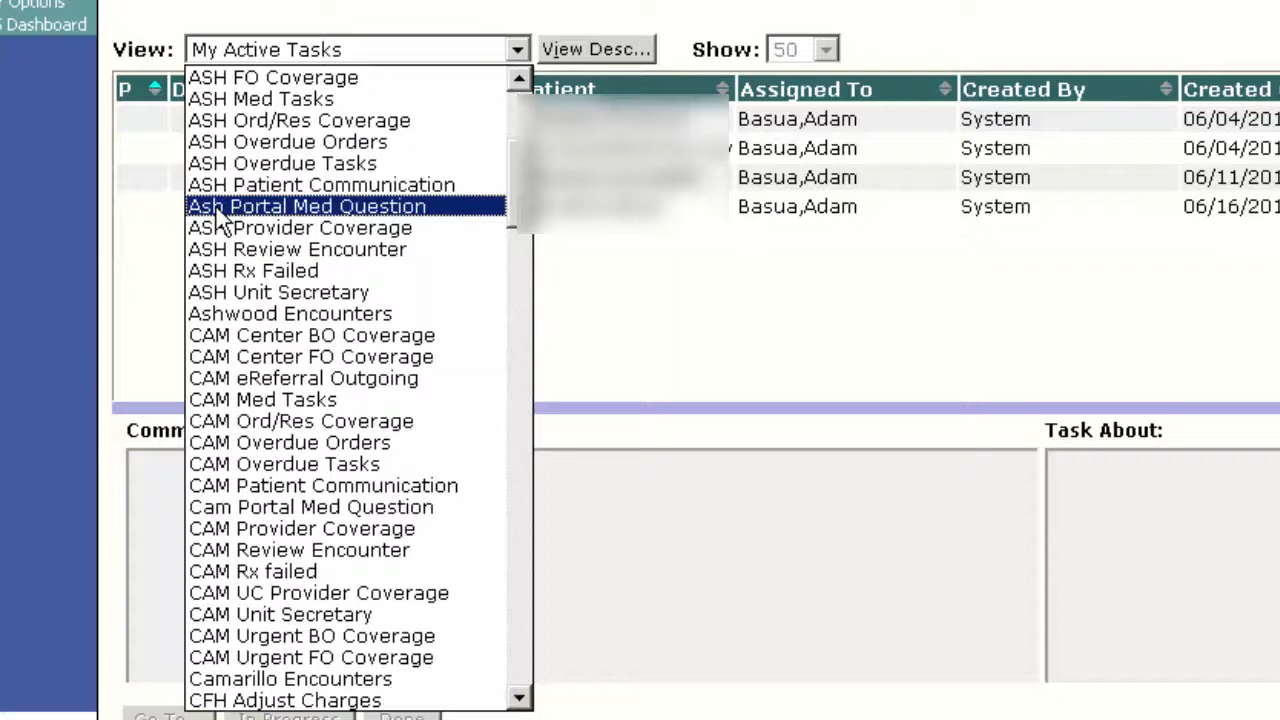 Options
Dashboard
View: My Active Tasks View Desc... Show: 50
P D atient Assigned To Created By Created
Basua,Adam System 06/04/201
Basua,Adam System 06/04/201
Basua,Adam System 06/11/201
Basua,Adam System 06/16/201
ASH FO Coverage
ASH Med Tasks
ASH Ord/Res Coverage
ASH Overdue Orders
ASH Overdue Tasks
ASH Patient Communication
Ash Portal Med Question
ASH Provider Coverage
ASH Review Encounter
ASH Rx Failed
ASH Unit Secretary
Ashwood Encounters
CAM Center BO Coverage
CAM Center FO Coverage
CAM eReferral Outgoing
CAM Med Tasks
CAM Ord/Res Coverage
CAM Overdue Orders
CAM Overdue Tasks
CAM Patient Communication
Cam Portal Med Question
CAM Provider Coverage
CAM Review Encounter
CAM Rx failed
CAM UC Provider Coverage
CAM Unit Secretary
CAM Urgent BO Coverage
CAM Urgent FO Coverage
Camarillo Encounters
CFH Adjust Charges
Comm
Task About:
Go To... In Progress Done